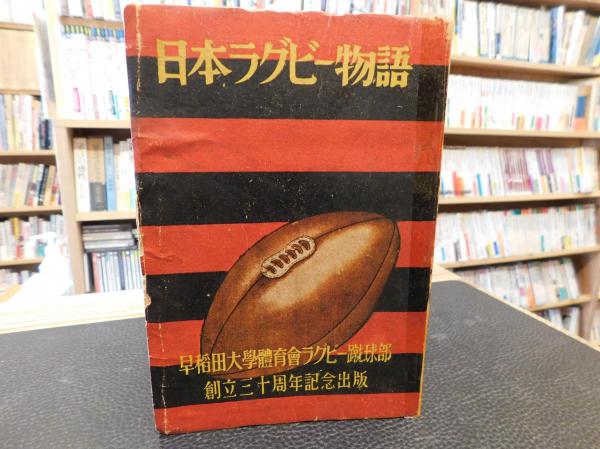 日本ラグビー物語
早稲田大學體育會ラグビー蹴球部
創立三十周年記念出版